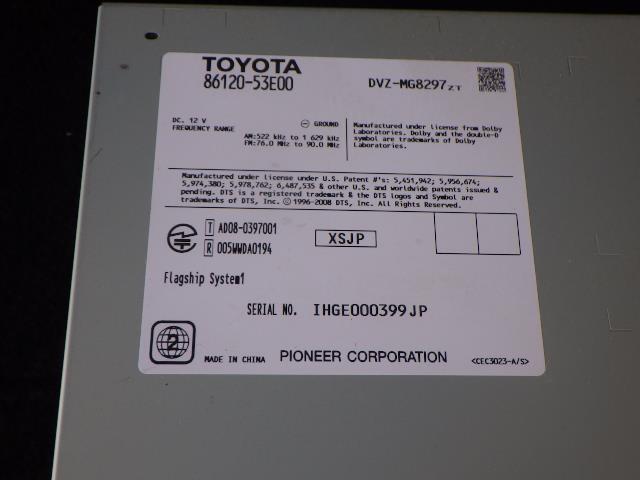 TOYOTA
86120-53E00
DVZ-MG8297ZT
DC. 12 V
⊖ GROUND
FREQUENCY RANGE
AM:522 kHz to 1 629 kHz
FM:76.0 MHz to 90.0 MHz
Manufactured under license from Dolby
Laboratories. Dolby and the double-D
symbol are trademarks of Dolby
Laboratories.
Manufactured under license under U.S. Patent #'s: 5,451,942; 5,956,674;
5,974,380; 5,978,762; 6,487,535 & other U.S. and worldwide patents issued &
pending. DTS is a registered trademark & the DTS logos and Symbol are
trademarks of DTS, Inc. © 1996-2008 DTS, Inc. All Rights Reserved.
T AD08-0397001
R 005WWDA0194
XSJP
Flagship System1
SERIAL NO. IHGE000399JP
2
MADE IN CHINA
PIONEER CORPORATION
<CEC3023-A/S>